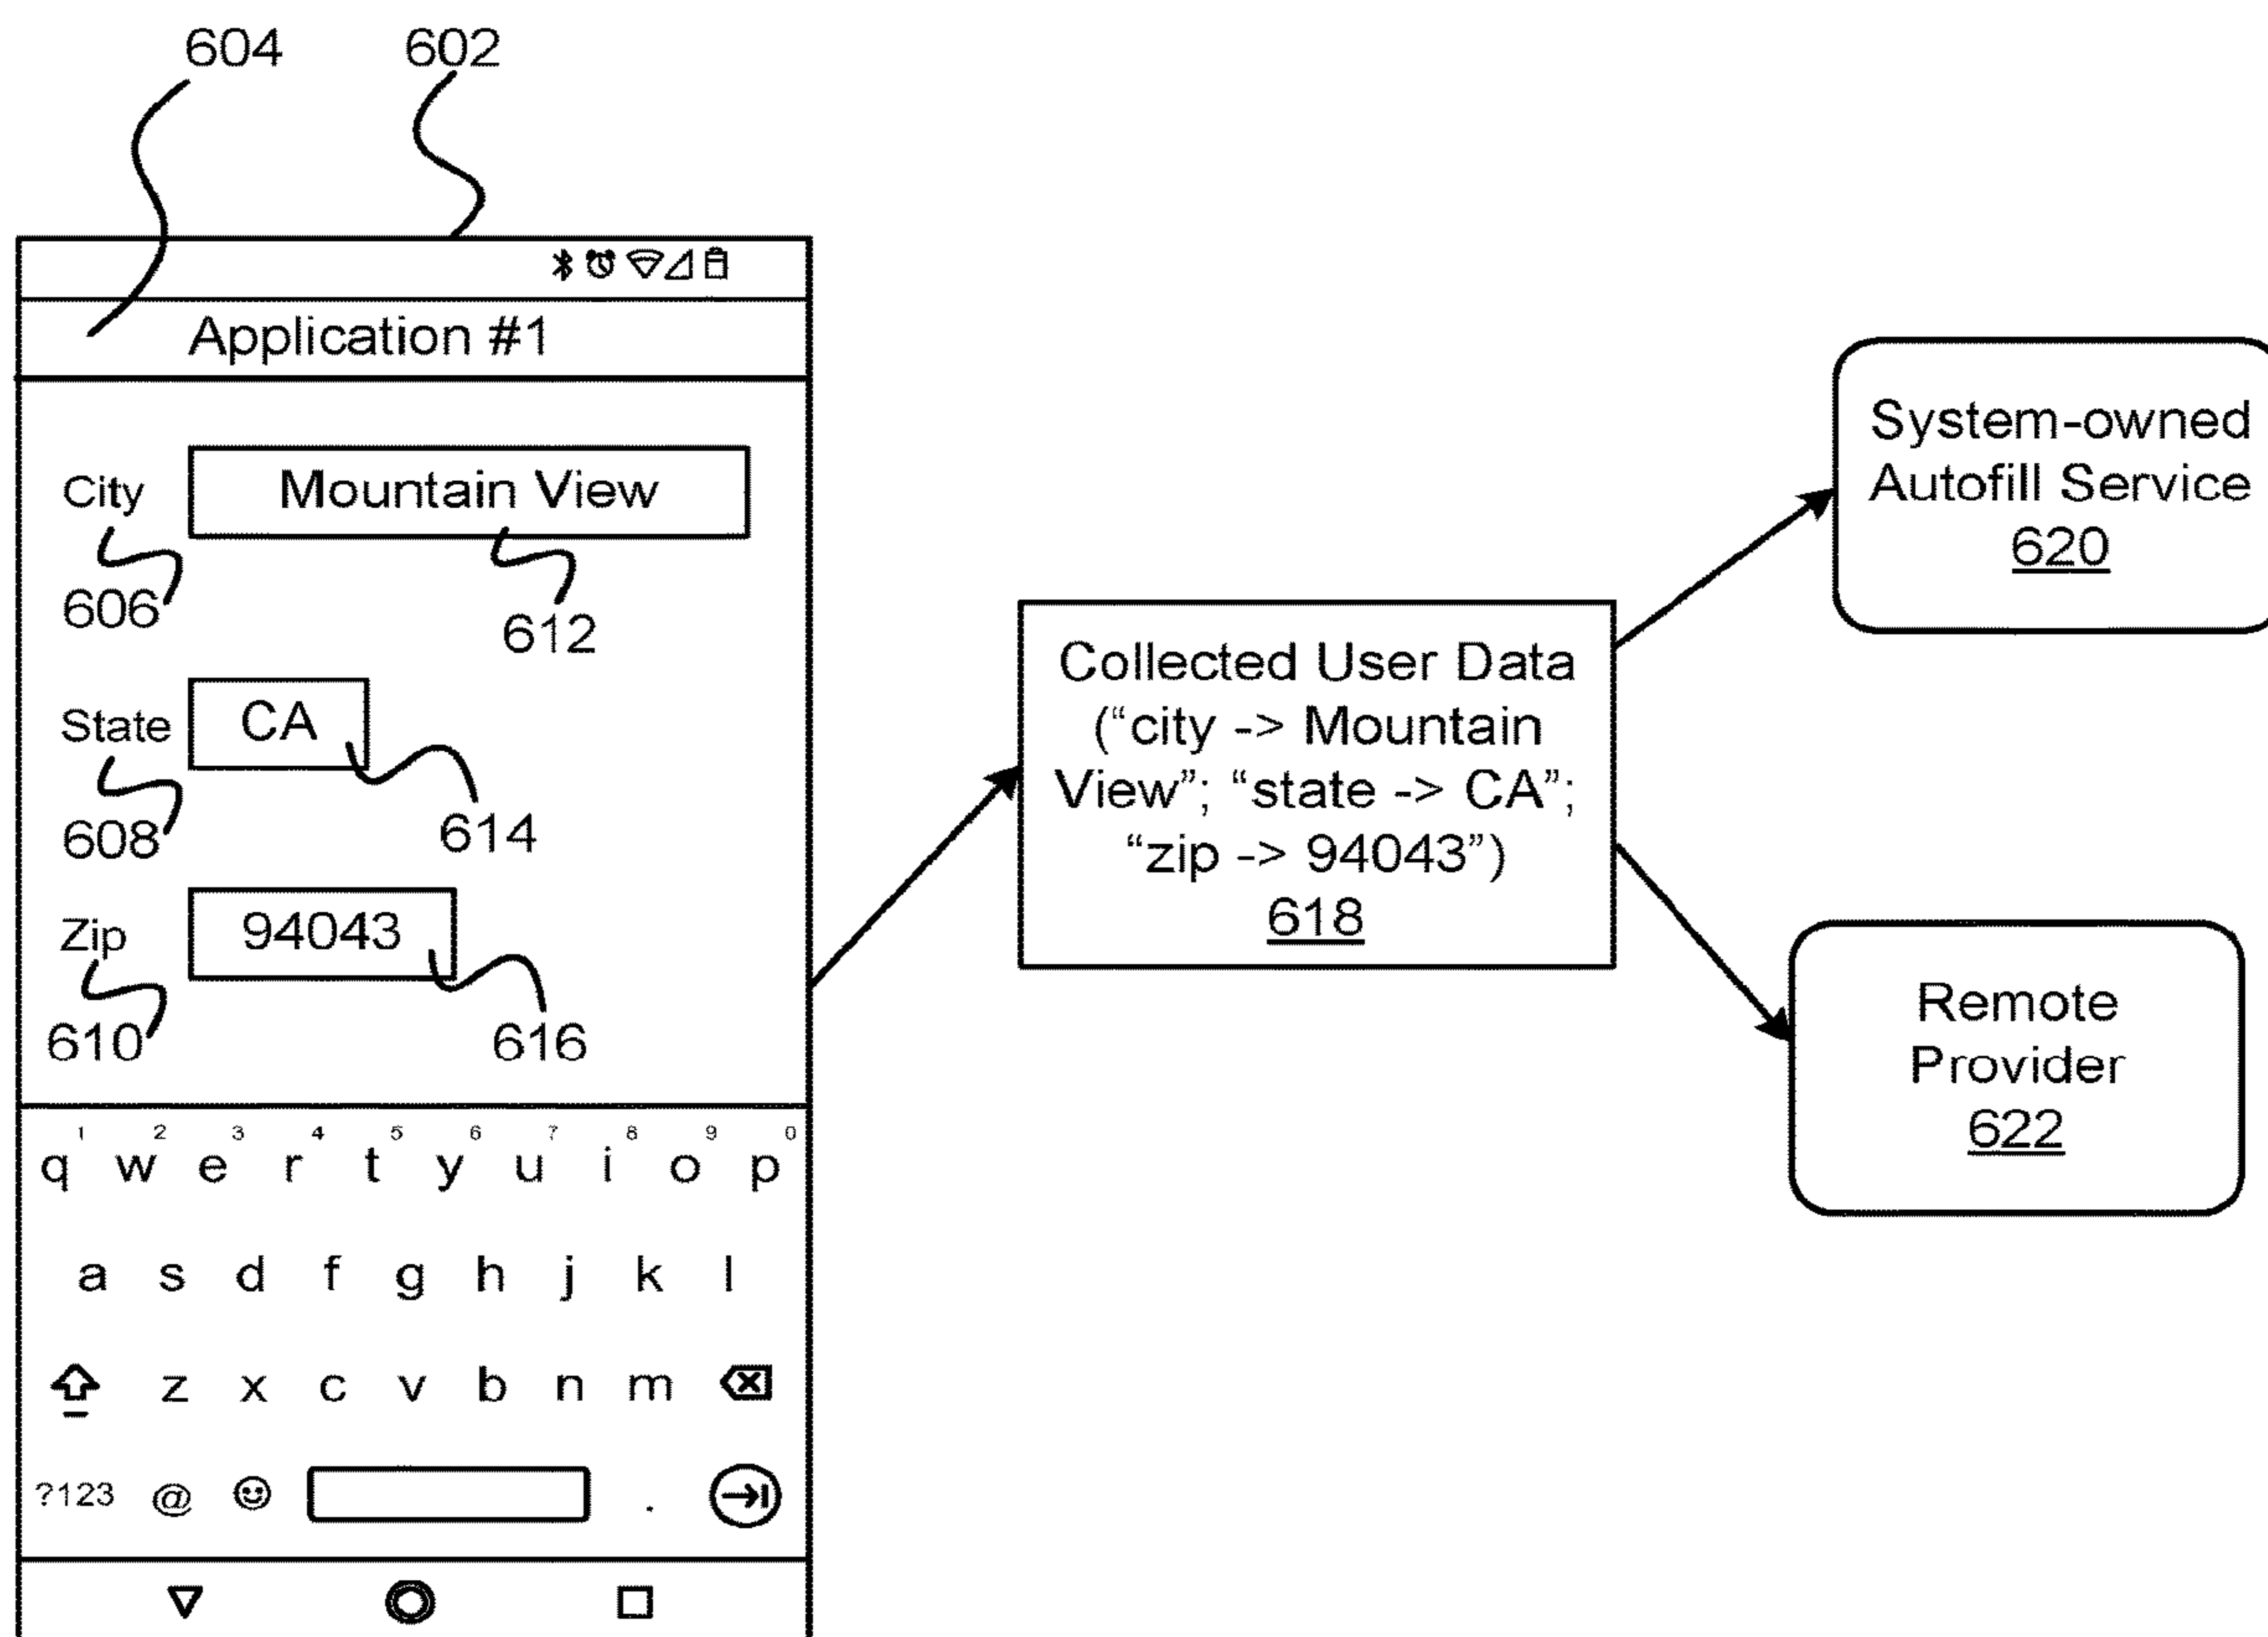 604 602
Application #1
City Mountain View
606 612
State CA
608 614
Zip 94043
610 616
1 2 3 4 5 6 7 8 9 0
q w e r t y u i o p
a s d f g h j k l
z x c v b n m
?123 @ .
Collected User Data
(“city -> Mountain
View”; “state -> CA”;
“zip -> 94043”)
618
System-owned
Autofill Service
620
Remote
Provider
622